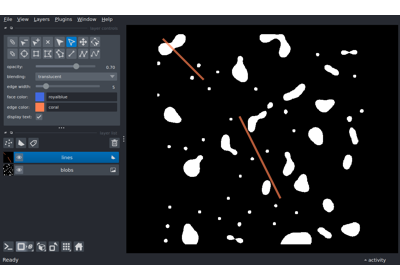 File View Layers Plugins Window Help
opacity: 0.70
blending: translucent
edge width: 5
face color: royalblue
edge color: coral
display text:
lines
blobs
Ready
activity